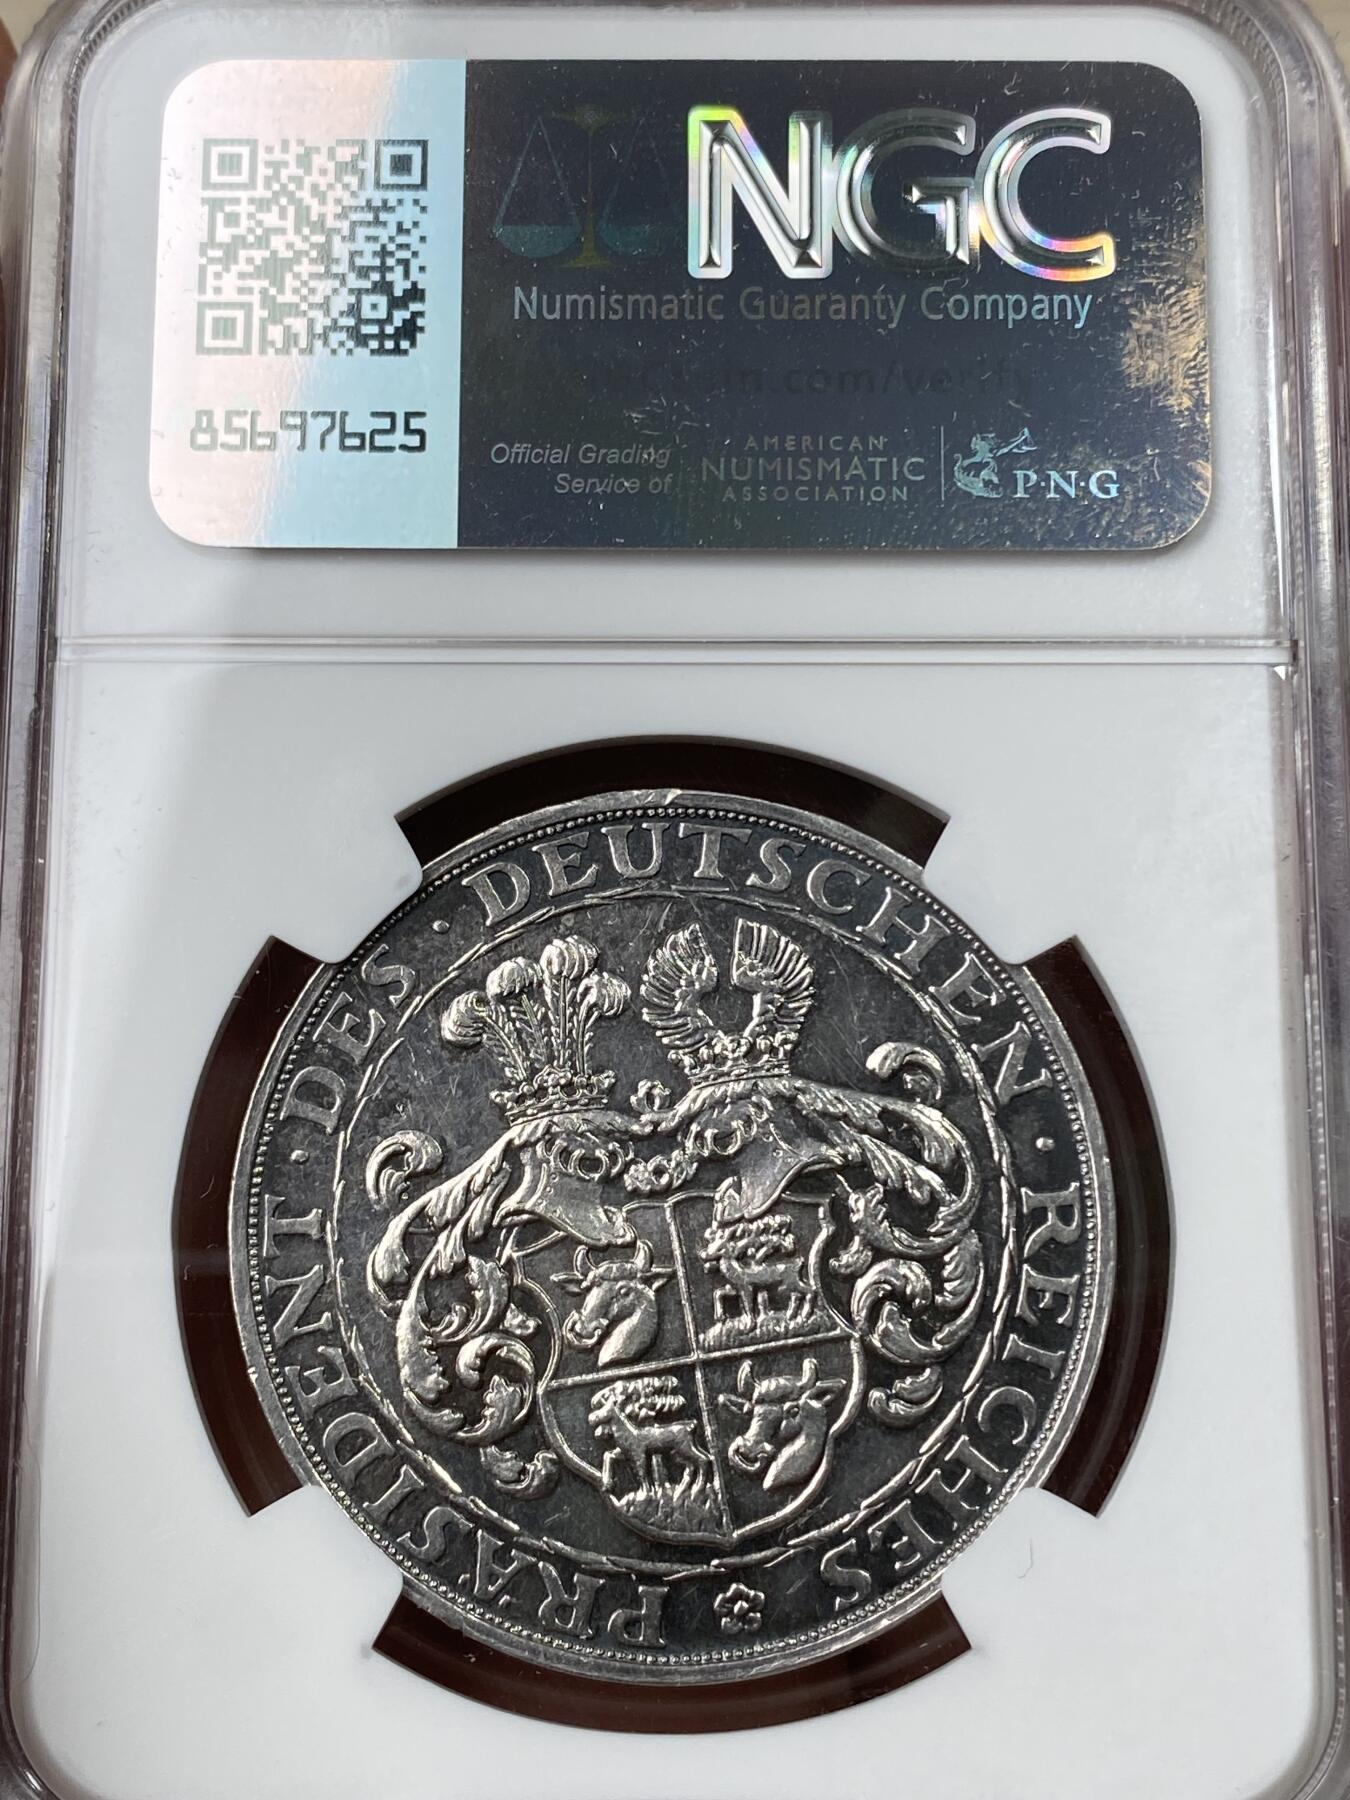 NGC
Numismatic Guaranty Company
85697625
Official Grading
Service of
AMERICAN
NUMISMATIC
ASSOCIATION
P·N·G
PRÄSIDENT · DES · DEUTSCHEN · REICHES